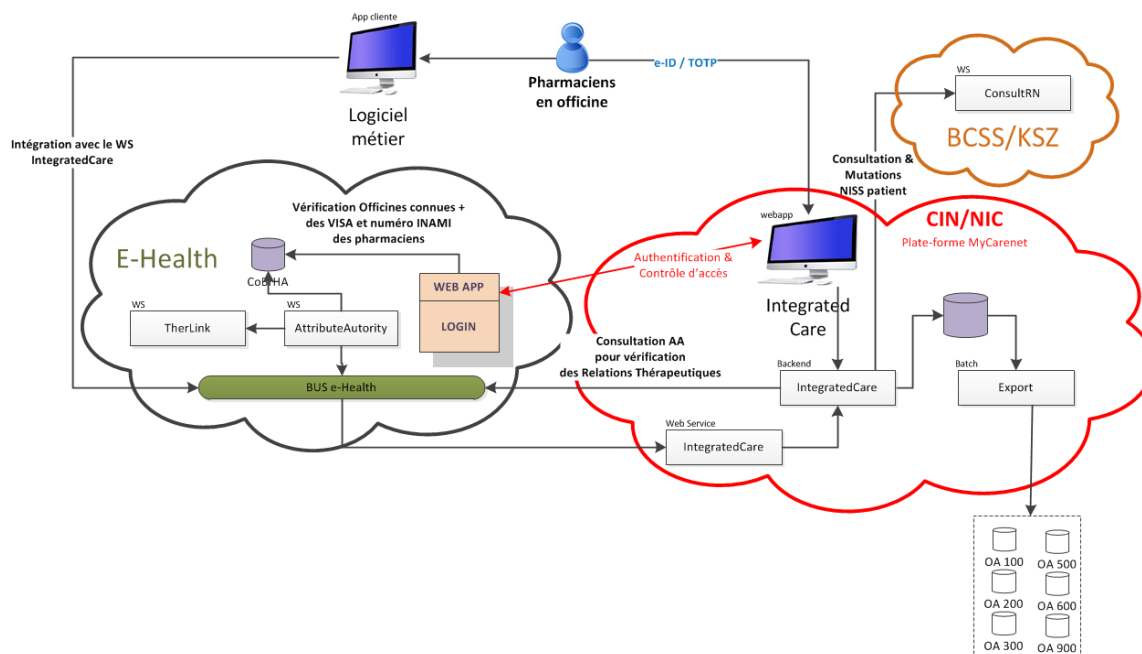 App cliente
Logiciel
métier
Pharmaciens
en officine
e-ID / TOTP
WS
ConsultRN
BCSS/KSZ
Intégration avec le WS
IntegratedCare
Consultation &
Mutations
NISS patient
Vérification Officines connues +
des VISA et numéro INAMI
des pharmaciens
E-Health
CoBRHA
WEB APP
LOGIN
WS
TherLink
WS
AttributeAutority
BUS e-Health
Authentification &
Contrôle d'accès
webapp
Integrated
Care
CIN/NIC
Plate-forme MyCarenet
Consultation AA
pour vérification
des Relations Thérapeutiques
Backend
IntegratedCare
Batch
Export
Web Service
IntegratedCare
OA 100
OA 500
OA 200
OA 600
OA 300
OA 900